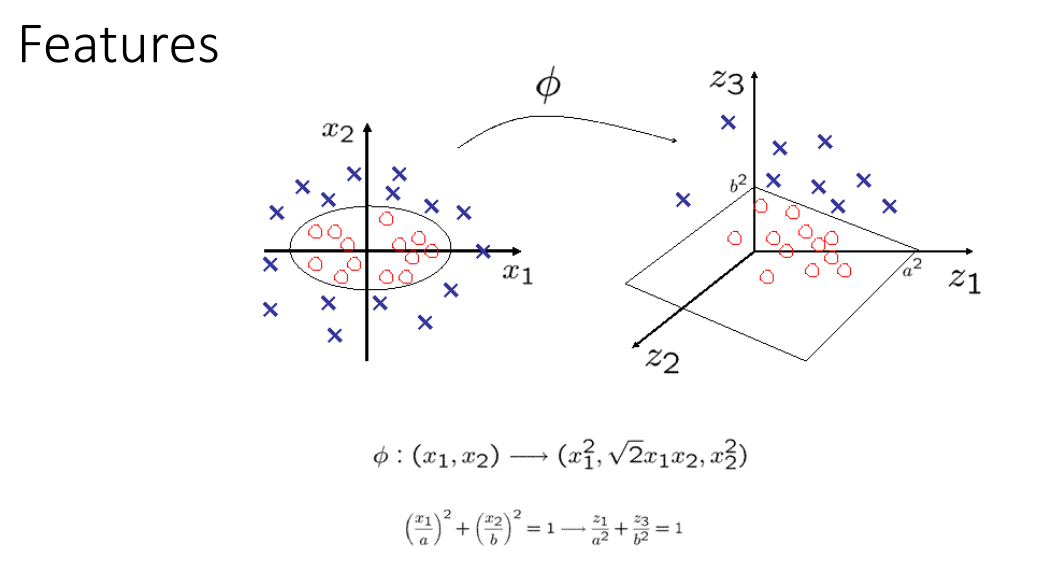 Features
ϕ
x₂
x₁
z₃
b²
a²
z₁
z₂
ϕ : (x₁, x₂) ⟶ (x₁², √2x₁x₂, x₂²)
(x₁/a)² + (x₂/b)² = 1 ⟶ z₁/a² + z₃/b² = 1